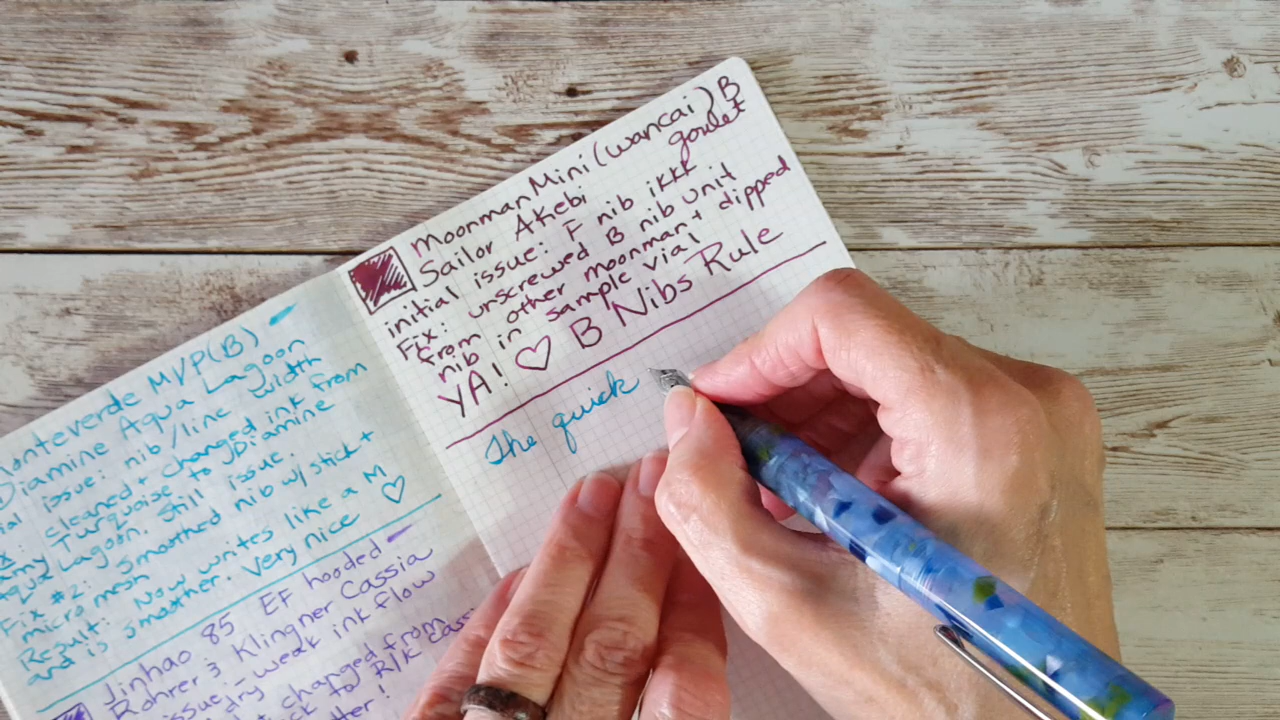 Monteverde MVP(B) -
Diamine Aqua Lagoon
issue: nib/line width
cleaned + changed ink from
Turquoise to Diamine
Aqua Lagoon. Still issue.
Fix #2: smoothed nib w/stick +
micro mesh
Result: Now writes like a M
and is smoother. Very nice ♡
Jinhao 85 EF hooded -
Rohrer & Klingner Cassia
issue: dry - weak ink flow
changed from
to R/K
Moonman Mini (wancai) B
goulet
Sailor Akebi
initial issue: F nib ikkk
Fix: unscrewed B nib unit
from other moonman + dipped
nib in sample vial
YA! ♡ B Nibs Rule
The quick